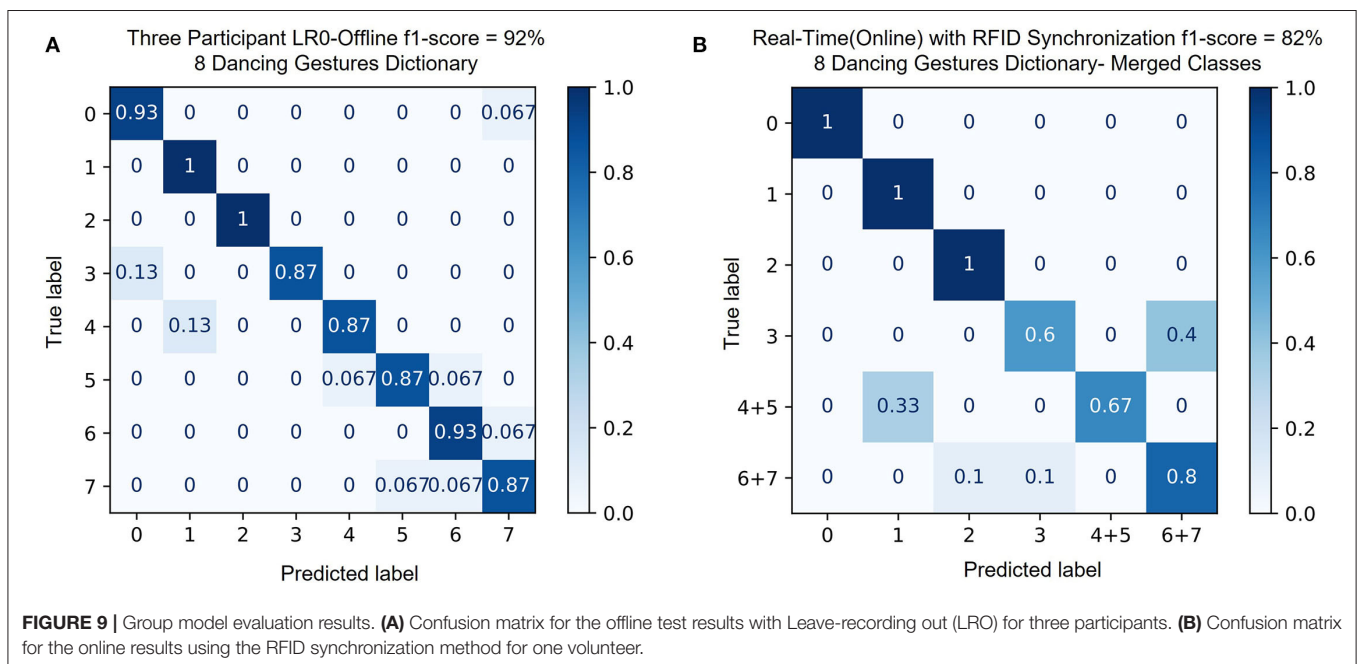 A
Three Participant LR0-Offline f1-score = 92%
8 Dancing Gestures Dictionary
True label
0 0.93 0 0 0 0 0 0 0.067
1 0 1 0 0 0 0 0 0
2 0 0 1 0 0 0 0 0
3 0.13 0 0 0.87 0 0 0 0
4 0 0.13 0 0 0.87 0 0 0
5 0 0 0 0 0.067 0.87 0.067 0
6 0 0 0 0 0 0 0.93 0.067
7 0 0 0 0 0 0.067 0.067 0.87
0 1 2 3 4 5 6 7
Predicted label
1.0
0.8
0.6
0.4
0.2
0.0
B
Real-Time(Online) with RFID Synchronization f1-score = 82%
8 Dancing Gestures Dictionary- Merged Classes
True label
0 1 0 0 0 0 0
1 0 1 0 0 0 0
2 0 0 1 0 0 0
3 0 0 0 0.6 0 0.4
4+5 0 0.33 0 0 0.67 0
6+7 0 0 0.1 0.1 0 0.8
0 1 2 3 4+5 6+7
Predicted label
1.0
0.8
0.6
0.4
0.2
0.0
FIGURE 9 | Group model evaluation results. (A) Confusion matrix for the offline test results with Leave-recording out (LRO) for three participants. (B) Confusion matrix
for the online results using the RFID synchronization method for one volunteer.